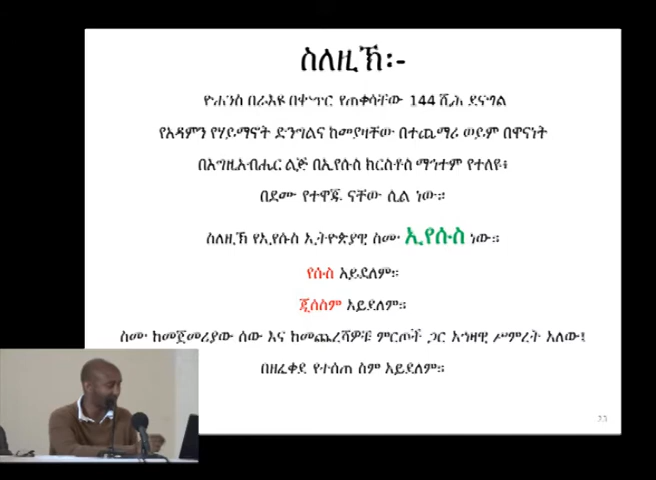 ስለዚኽ፡-
ዮሐንስ በራእዩ በቍጥር የጠቀሳቸው 144 ሺሕ ደናግል
የአዳምን የሃይማኖት ድንግልና ከመያዛቸው በተጨማሪ ወይም በዋናነት
በእግዚአብሔር ልጅ በኢየሱስ ክርስቶስ ማኅተም የተለዩ፥
በደሙ የተዋጁ ናቸው ሲል ነው።
ስለዚኽ የኢየሱስ ኢትዮጵያዊ ስሙ ኢየሱስ ነው።
የሱስ አይደለም።
ጂሰስም አይደለም።
ስሙ ከመጀመሪያው ሰው እና ከመጨረሻዎቹ ምርጦች ጋር አኀዛዊ ሥምረት አለው፤
በዘፈቀደ የተሰጠ ስም አይደለም።
23